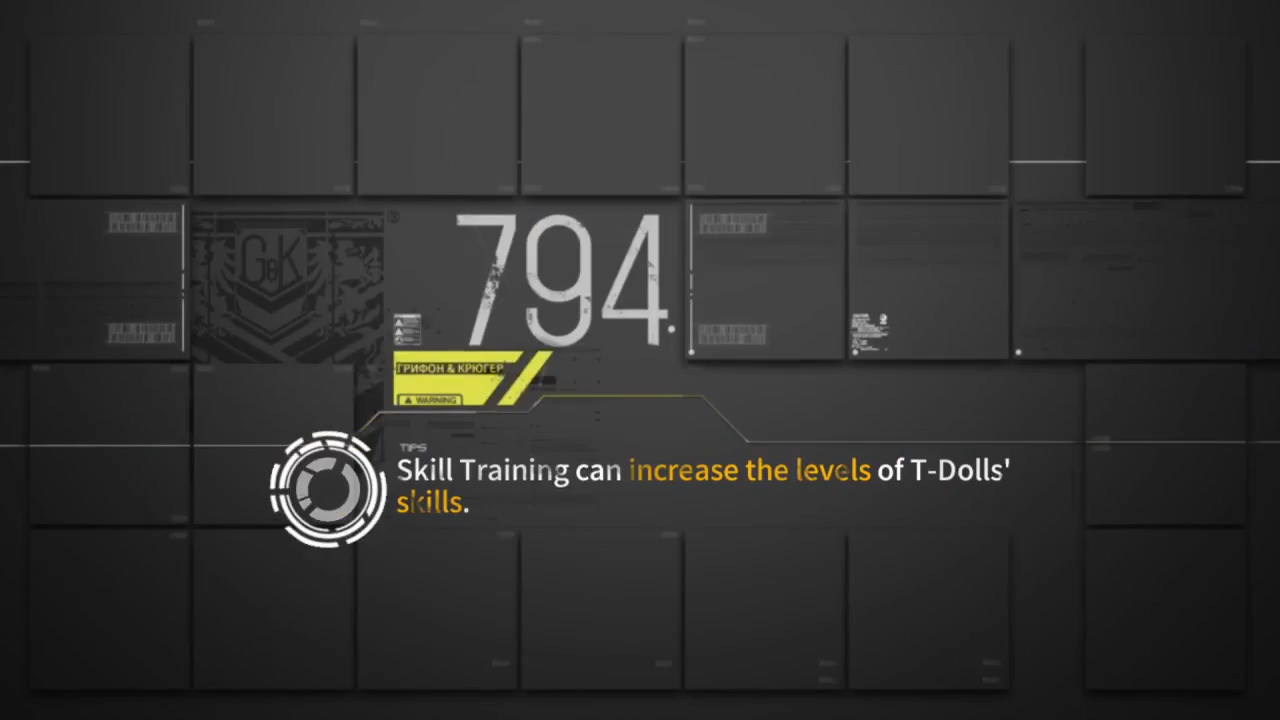 G&K
794.
ГРИФОН & КРЮГЕР
WARNING
TIPS
Skill Training can increase the levels of T-Dolls'
skills.